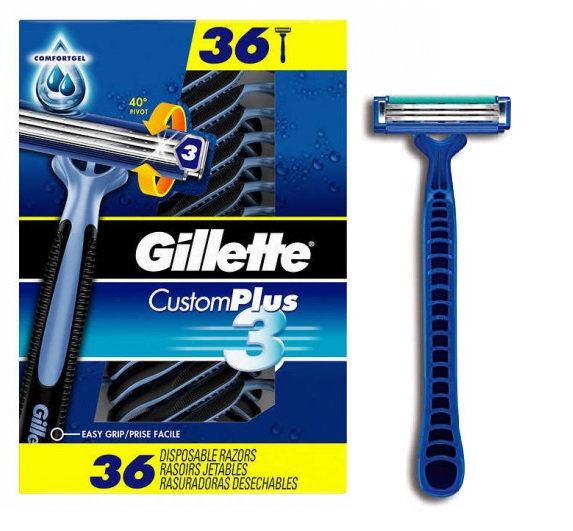 36
COMFORTGEL
40°
PIVOT
3
Gillette®
CustomPlus
3
Gillette
EASY GRIP/PRISE FACILE
36 DISPOSABLE RAZORS
RASOIRS JETABLES
RASURADORAS DESECHABLES